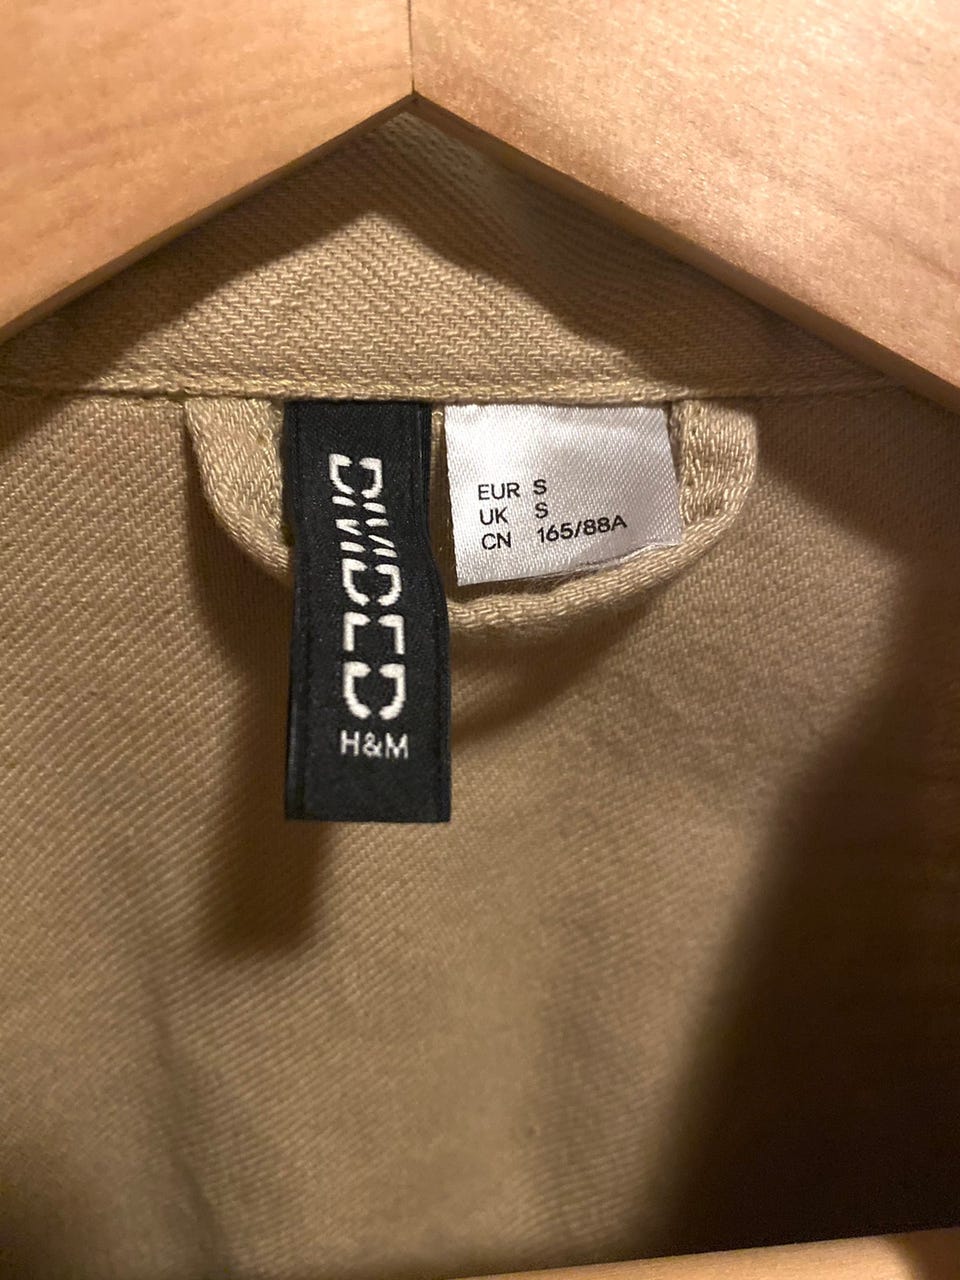 DIVIDED
H&M
EUR S
UK S
CN 165/88A